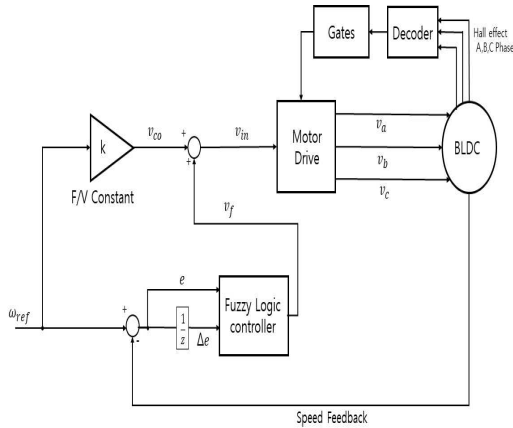 Gates
Decoder
Hall effect
A,B,C Phase
k
F/V Constant
v_co
+
+
v_in
Motor
Drive
v_a
v_b
v_c
BLDC
v_f
ω_ref
+
-
e
1
z
Δe
Fuzzy Logic
controller
Speed Feedback